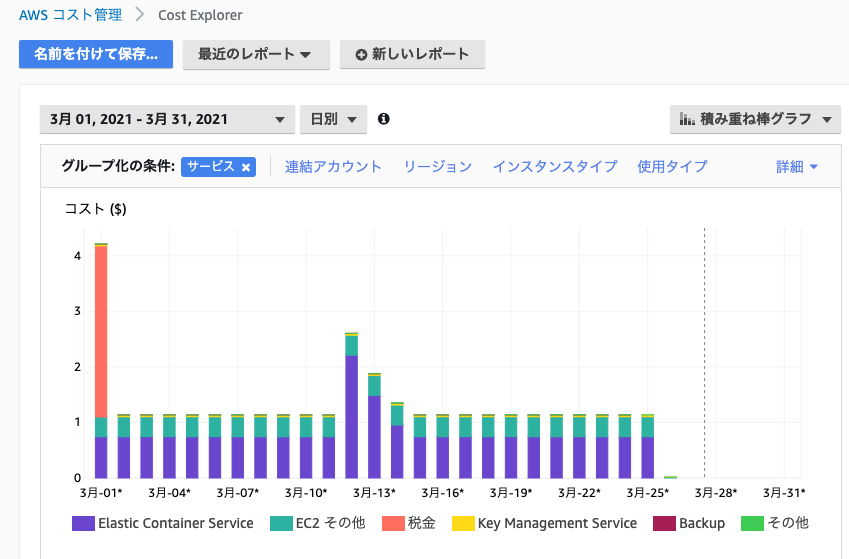 AWS コスト管理 > Cost Explorer
名前を付けて保存... 最近のレポート 新しいレポート
3月 01, 2021 - 3月 31, 2021 日別 積み重ね棒グラフ
グループ化の条件: サービス × 連結アカウント リージョン インスタンスタイプ 使用タイプ 詳細
コスト ($)
4
3
2
1
0
3月-01* 3月-04* 3月-07* 3月-10* 3月-13* 3月-16* 3月-19* 3月-22* 3月-25* 3月-28* 3月-31*
Elastic Container Service EC2 その他 税金 Key Management Service Backup その他